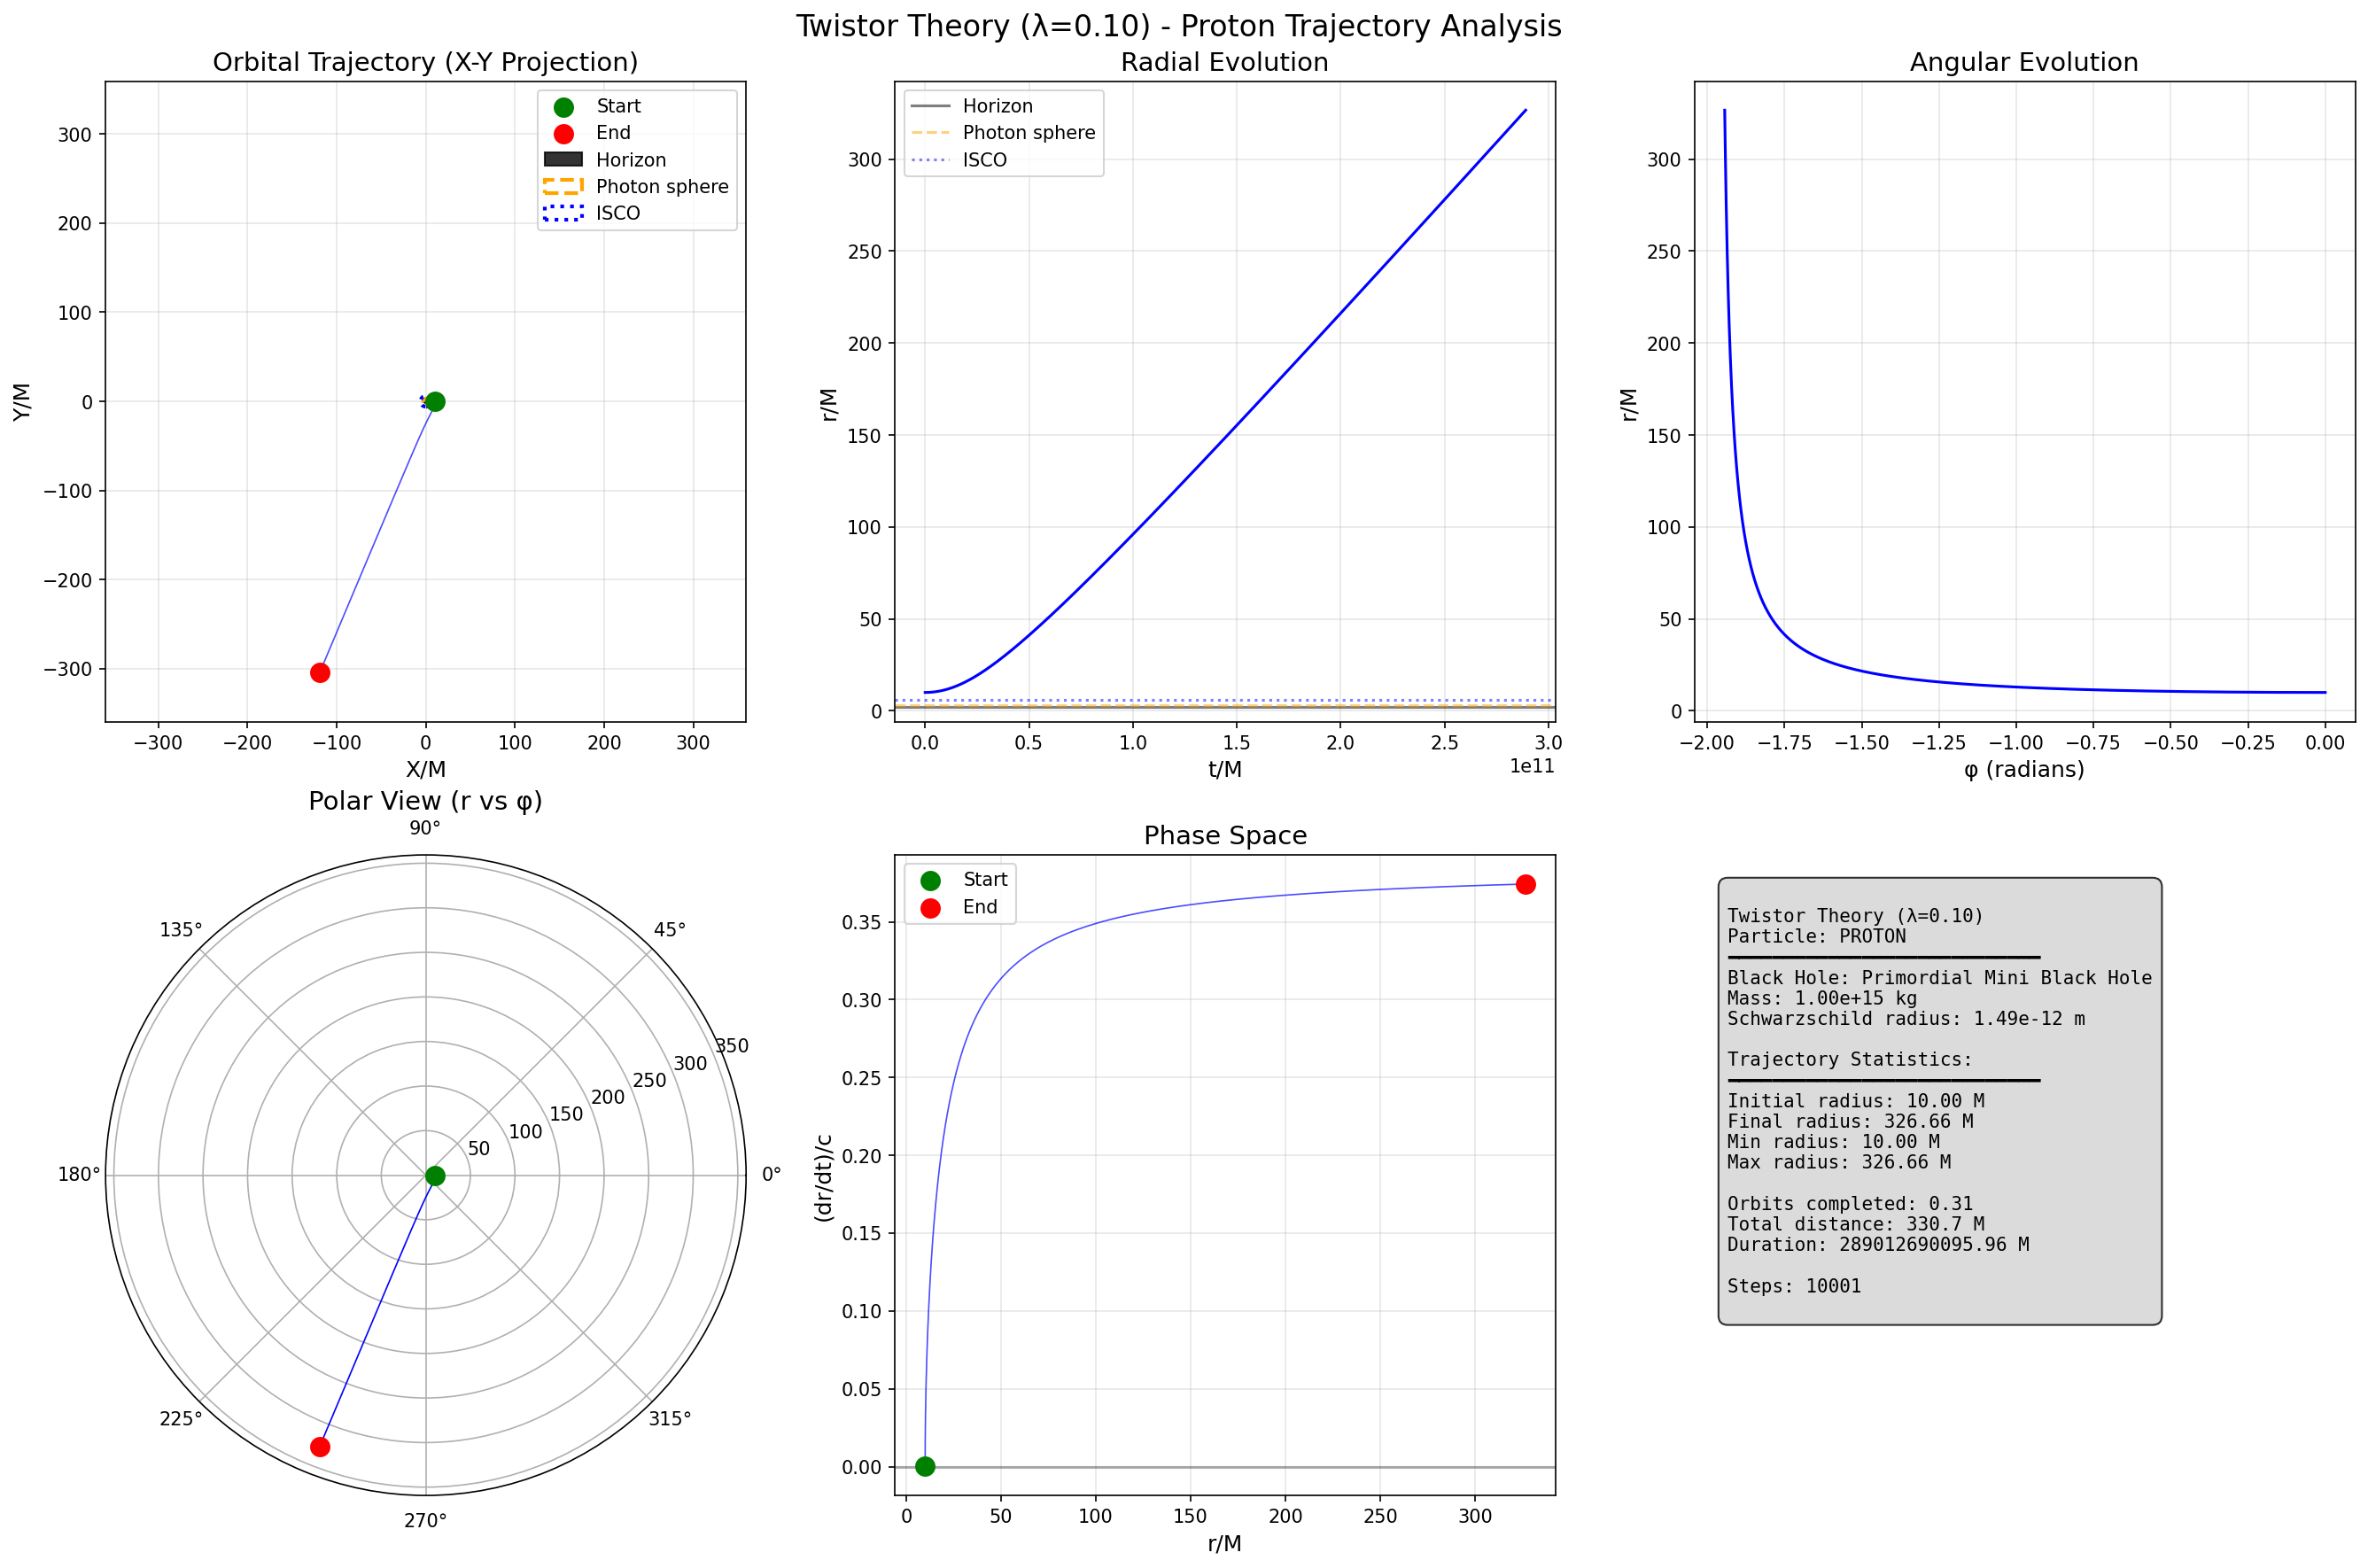 Twistor Theory (λ=0.10) - Proton Trajectory Analysis
Orbital Trajectory (X-Y Projection)
Start
End
Horizon
Photon sphere
ISCO
300
200
100
0
−100
−200
−300
Y/M
−300 −200 −100 0 100 200 300
X/M
Radial Evolution
Horizon
Photon sphere
ISCO
300
250
200
150
100
50
0
r/M
0.0 0.5 1.0 1.5 2.0 2.5 3.0
1e11
t/M
Angular Evolution
300
250
200
150
100
50
0
r/M
−2.00 −1.75 −1.50 −1.25 −1.00 −0.75 −0.50 −0.25 0.00
φ (radians)
Polar View (r vs φ)
90°
135° 45°
350
300
250
200
150
100
50
180° 0°
225° 315°
270°
Phase Space
Start
End
0.35
0.30
0.25
0.20
0.15
0.10
0.05
0.00
(dr/dt)/c
0 50 100 150 200 250 300
r/M
Twistor Theory (λ=0.10)
Particle: PROTON
Black Hole: Primordial Mini Black Hole
Mass: 1.00e+15 kg
Schwarzschild radius: 1.49e-12 m
Trajectory Statistics:
Initial radius: 10.00 M
Final radius: 326.66 M
Min radius: 10.00 M
Max radius: 326.66 M
Orbits completed: 0.31
Total distance: 330.7 M
Duration: 289012690095.96 M
Steps: 10001